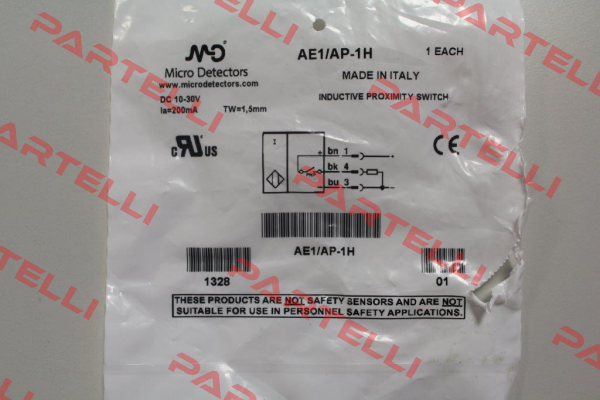 MD
Micro Detectors
www.microdetectors.com
DC 10-30V
Ia=200mA TW=1,5mm
AE1/AP-1H
1 EACH
MADE IN ITALY
INDUCTIVE PROXIMITY SWITCH
c RU US
I
+ bn 1 +
bk 4
bu 3 -
CE
AE1/AP-1H
1328
01
THESE PRODUCTS ARE NOT SAFETY SENSORS AND ARE NOT
SUITABLE FOR USE IN PERSONNEL SAFETY APPLICATIONS.
PARTELLI
PARTELLI
PARTELLI
PARTELLI
PARTELLI
PARTELLI